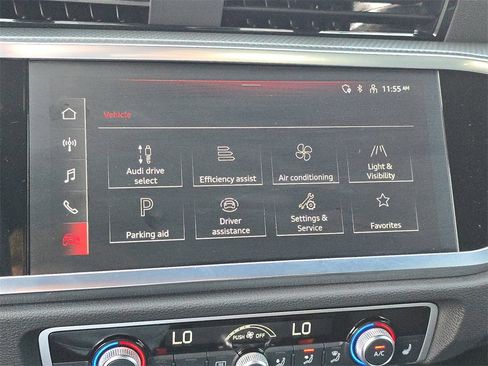 11:55 AM
Vehicle
Audi drive
select
Efficiency assist
Air conditioning
Light &
Visibility
P
Parking aid
Driver
assistance
Settings &
Service
Favorites
LO
PUSH OFF
LO
A/C